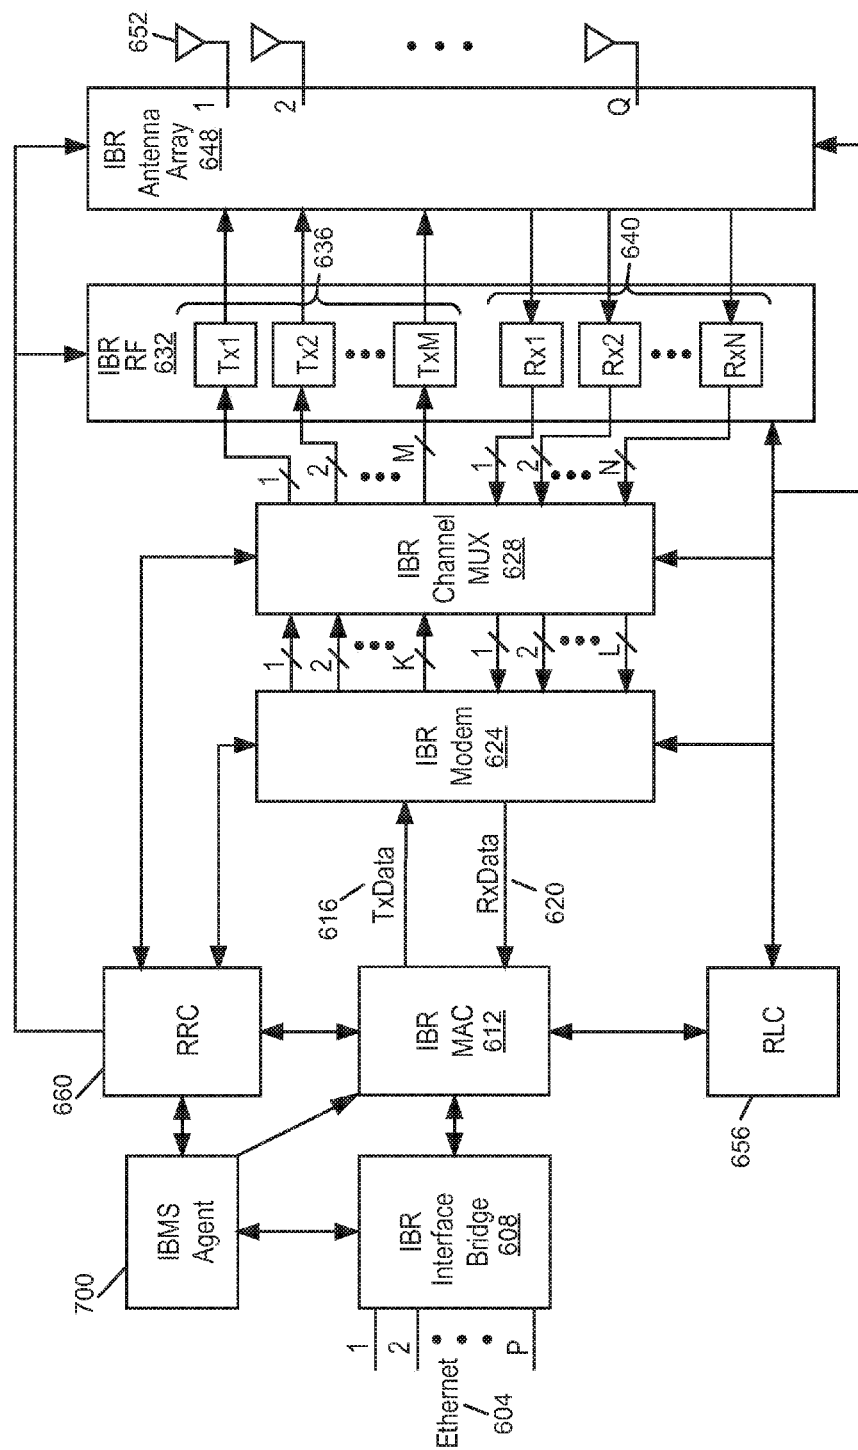 652
1
2
Q
IBR
Antenna
Array
648
636
640
IBR
RF
632
Tx1
Tx2
TxM
Rx1
Rx2
RxN
1
2
M
1
2
N
IBR
Channel
MUX
628
1
2
K
1
2
L
IBR
Modem
624
616
TxData
RxData
620
660
RRC
IBR
MAC
612
RLC
656
700
IBMS
Agent
IBR
Interface
Bridge
608
1
2
P
Ethernet
604